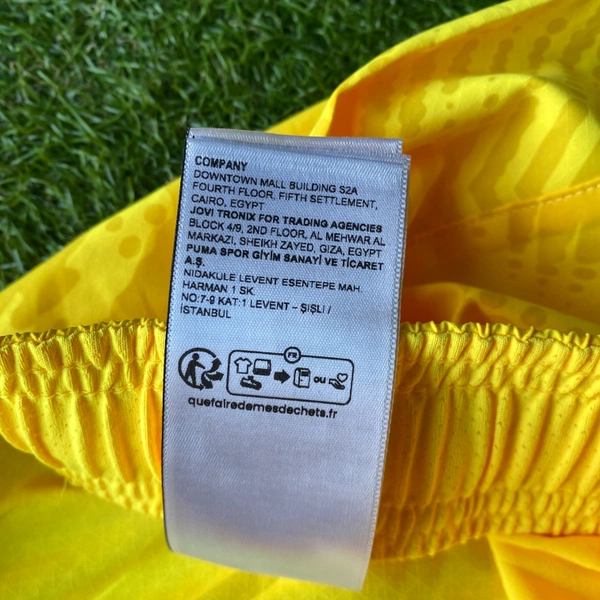 COMPANY
DOWNTOWN MALL BUILDING S2A
FOURTH FLOOR, FIFTH SETTLEMENT,
CAIRO, EGYPT
JOVI TRONIX FOR TRADING AGENCIES
BLOCK 4/9, 2ND FLOOR, AL MEHWAR AL
MARKAZI, SHEIKH ZAYED, GIZA, EGYPT
PUMA SPOR GİYİM SANAYİ VE TİCARET
A.Ş.
NIDAKULE LEVENT ESENTEPE MAH.
HARMAN 1 SK.
NO:7-9 KAT:1 LEVENT – ŞİŞLİ /
İSTANBUL
FR
OU
quefairedemesdechets.fr